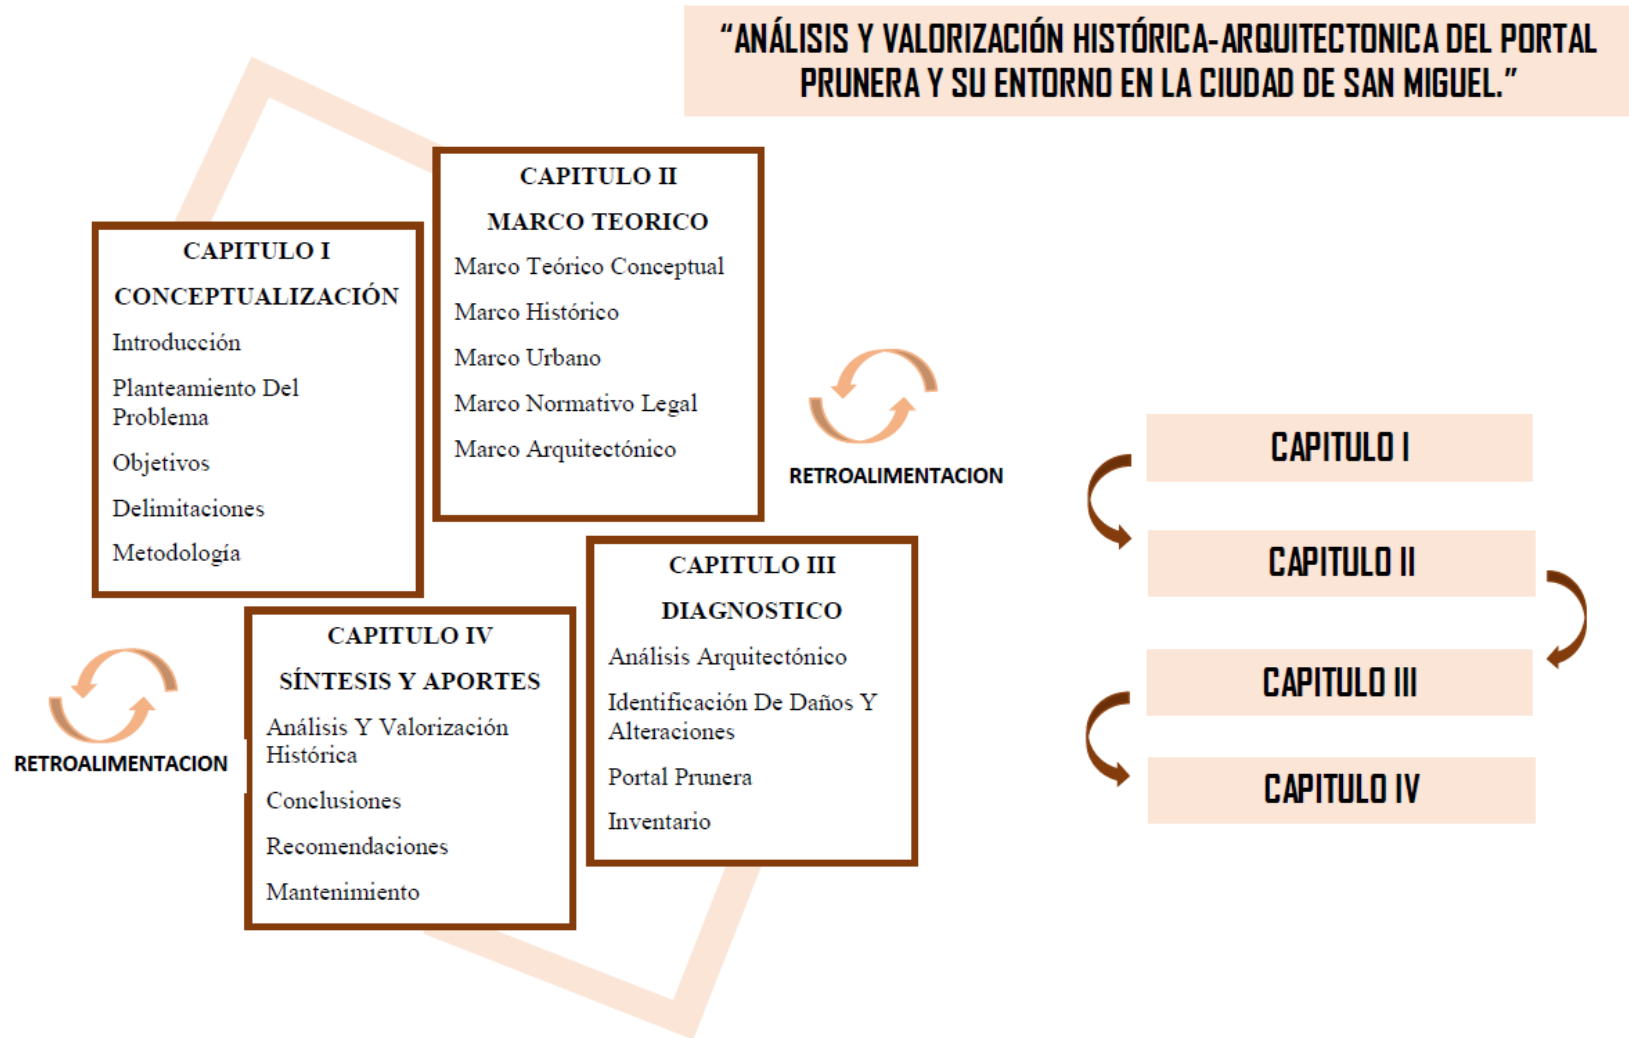 “ANÁLISIS Y VALORIZACIÓN HISTÓRICA-ARQUITECTONICA DEL PORTAL
PRUNERA Y SU ENTORNO EN LA CIUDAD DE SAN MIGUEL.”
CAPITULO I
CONCEPTUALIZACIÓN
Introducción
Planteamiento Del
Problema
Objetivos
Delimitaciones
Metodología
CAPITULO II
MARCO TEORICO
Marco Teórico Conceptual
Marco Histórico
Marco Urbano
Marco Normativo Legal
Marco Arquitectónico
RETROALIMENTACION
CAPITULO III
DIAGNOSTICO
Análisis Arquitectónico
Identificación De Daños Y
Alteraciones
Portal Prunera
Inventario
CAPITULO IV
SÍNTESIS Y APORTES
Análisis Y Valorización
Histórica
Conclusiones
Recomendaciones
Mantenimiento
RETROALIMENTACION
CAPITULO I
CAPITULO II
CAPITULO III
CAPITULO IV